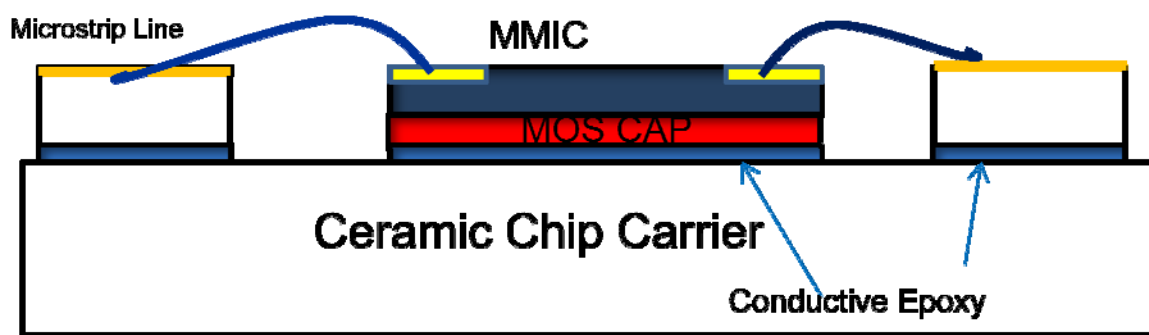 Microstrip Line
MMIC
MOS CAP
Ceramic Chip Carrier
Conductive Epoxy